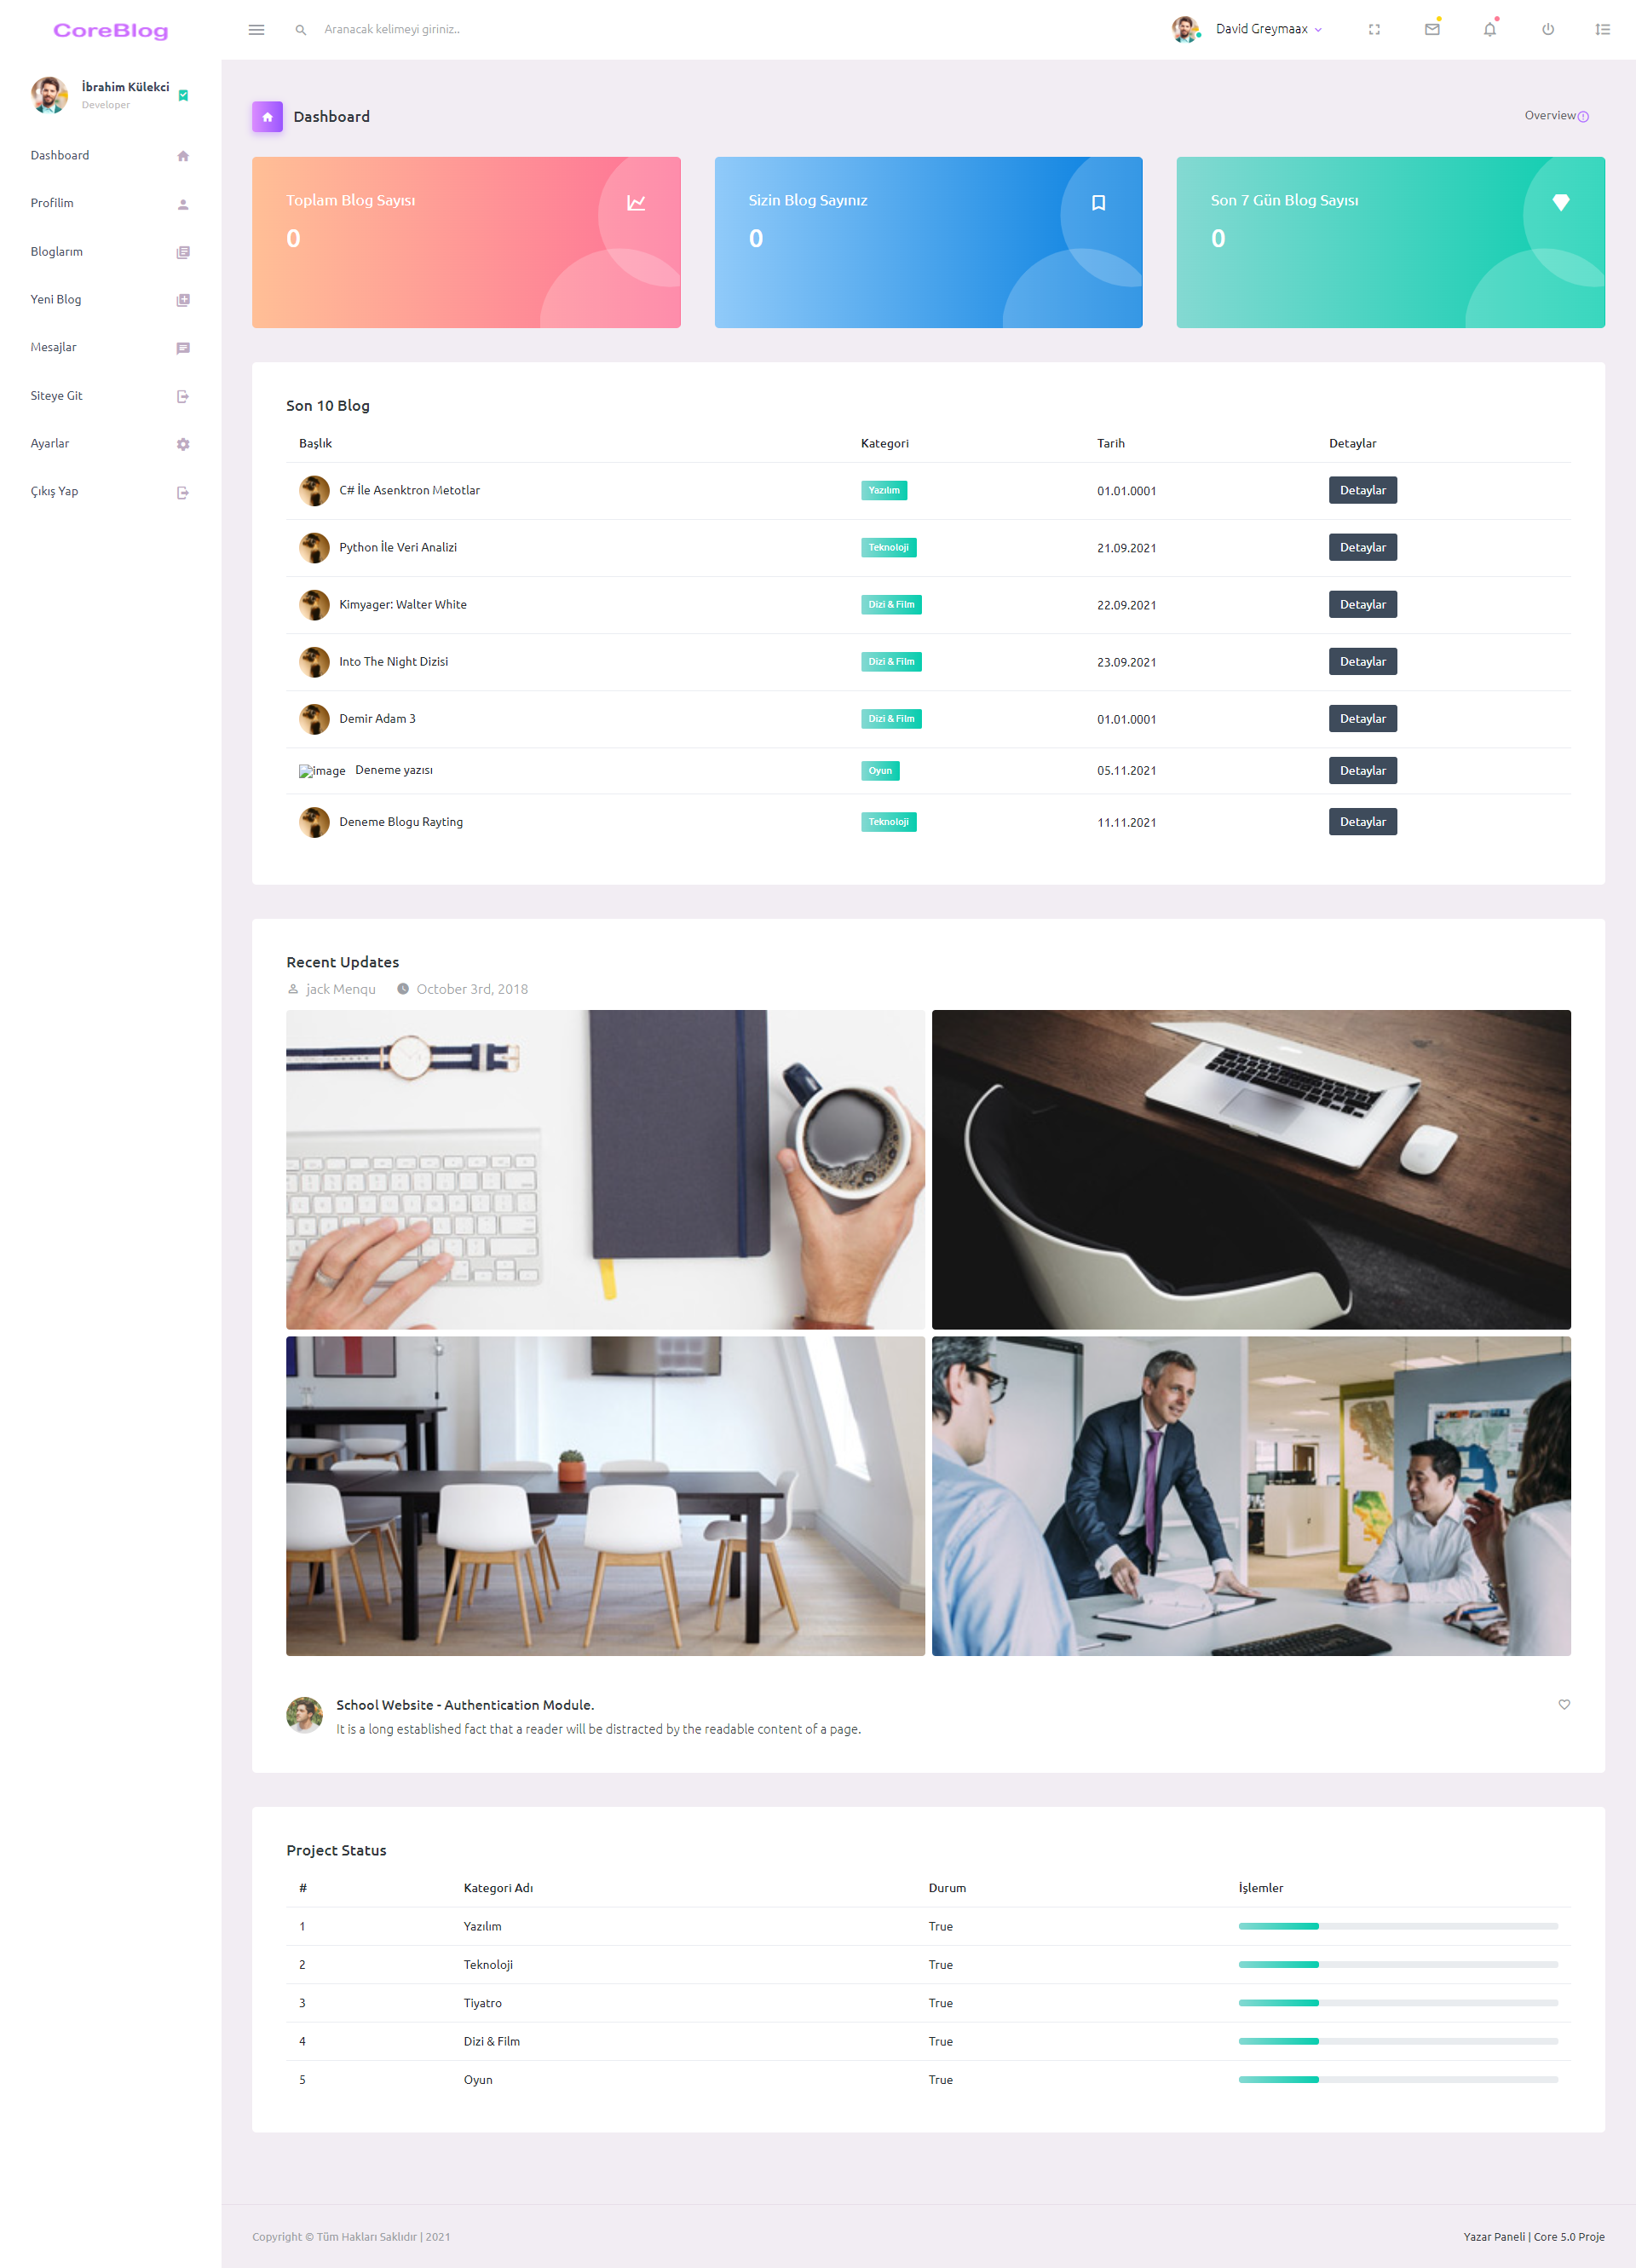 CoreBlog
Aranacak kelimeyi giriniz..
David Greymaax
İbrahim Külekci
Developer
Dashboard
Profilim
Bloglarım
Yeni Blog
Mesajlar
Siteye Git
Ayarlar
Çıkış Yap
Dashboard
Overview
Toplam Blog Sayısı
0
Sizin Blog Sayınız
0
Son 7 Gün Blog Sayısı
0
Son 10 Blog
Başlık Kategori Tarih Detaylar
C# İle Asenktron Metotlar Yazılım 01.01.0001 Detaylar
Python İle Veri Analizi Teknoloji 21.09.2021 Detaylar
Kimyager: Walter White Dizi & Film 22.09.2021 Detaylar
Into The Night Dizisi Dizi & Film 23.09.2021 Detaylar
Demir Adam 3 Dizi & Film 01.01.0001 Detaylar
image Deneme yazısı Oyun 05.11.2021 Detaylar
Deneme Blogu Rayting Teknoloji 11.11.2021 Detaylar
Recent Updates
jack Menqu October 3rd, 2018
School Website - Authentication Module.
It is a long established fact that a reader will be distracted by the readable content of a page.
Project Status
# Kategori Adı Durum İşlemler
1 Yazılım True
2 Teknoloji True
3 Tiyatro True
4 Dizi & Film True
5 Oyun True
Copyright © Tüm Hakları Saklıdır | 2021
Yazar Paneli | Core 5.0 Proje